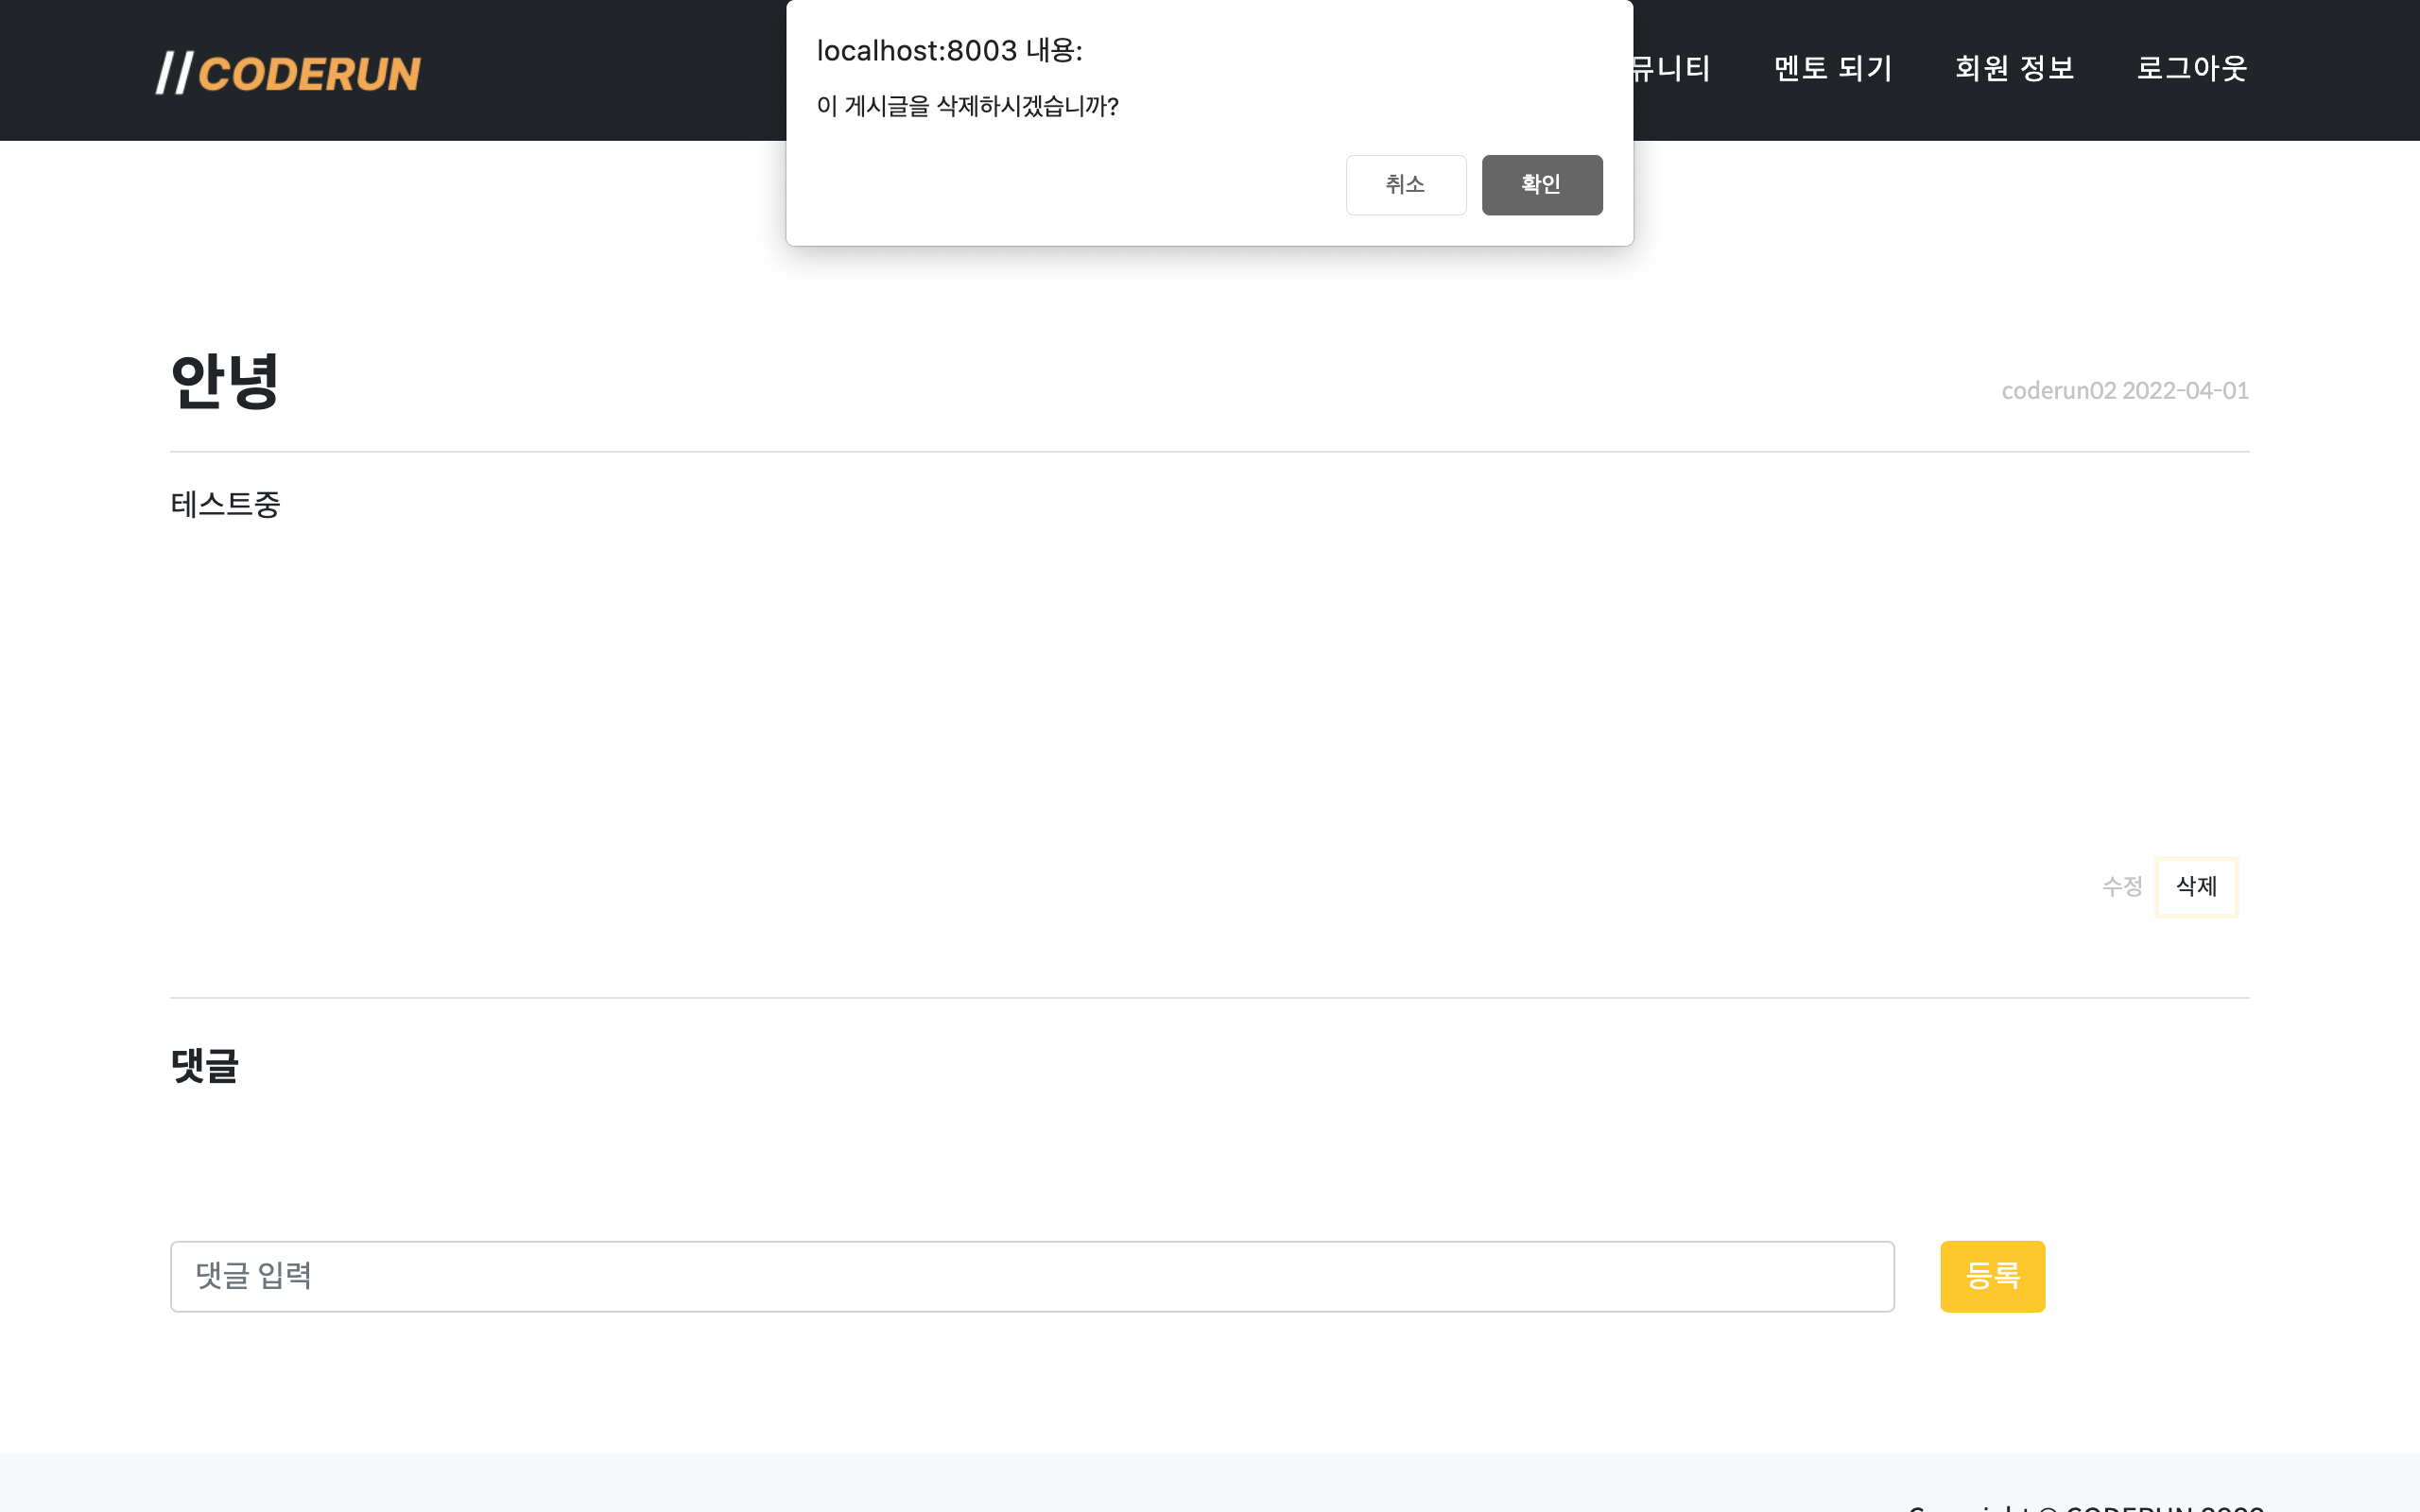 //CODERUN
localhost:8003 내용:
이 게시글을 삭제하시겠습니까?
취소 확인
뮤니티 멘토 되기 회원 정보 로그아웃
안녕
coderun02 2022-04-01
테스트중
수정 삭제
댓글
댓글 입력
등록
Copyright © CODERUN 2022